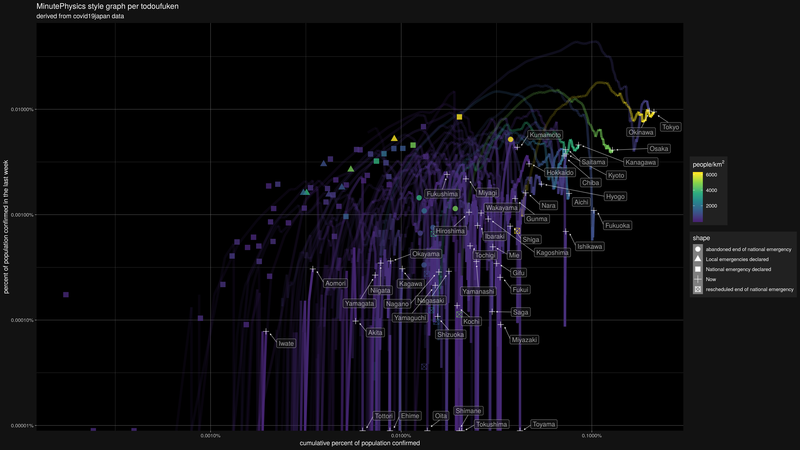 MinutePhysics style graph per todoufuken
derived from covid19japan data
percent of population confirmed in the last week
0.01000%
0.00100%
0.00010%
0.00001%
Tokyo
Okinawa
Osaka
Kumamoto
Kanagawa
Saitama
Kyoto
Hokkaido
Chiba
Hyogo
Fukushima
Miyagi
Aichi
Nara
Wakayama
Gunma
Fukuoka
Hiroshima
Ibaraki
Shiga
Ishikawa
Kagoshima
Okayama
Tochigi
Mie
Gifu
Aomori
Kagawa
Niigata
Yamanashi
Fukui
Yamagata
Nagano
Nagasaki
Yamaguchi
Saga
Kochi
Akita
Shizuoka
Miyazaki
Iwate
Tottori
Ehime
Oita
Shimane
Tokushima
Toyama
0.0010%
0.0100%
0.1000%
cumulative percent of population confirmed
people/km²
6000
4000
2000
shape
abandoned end of national emergency
Local emergencies declared
National emergency declared
Now
rescheduled end of national emergency